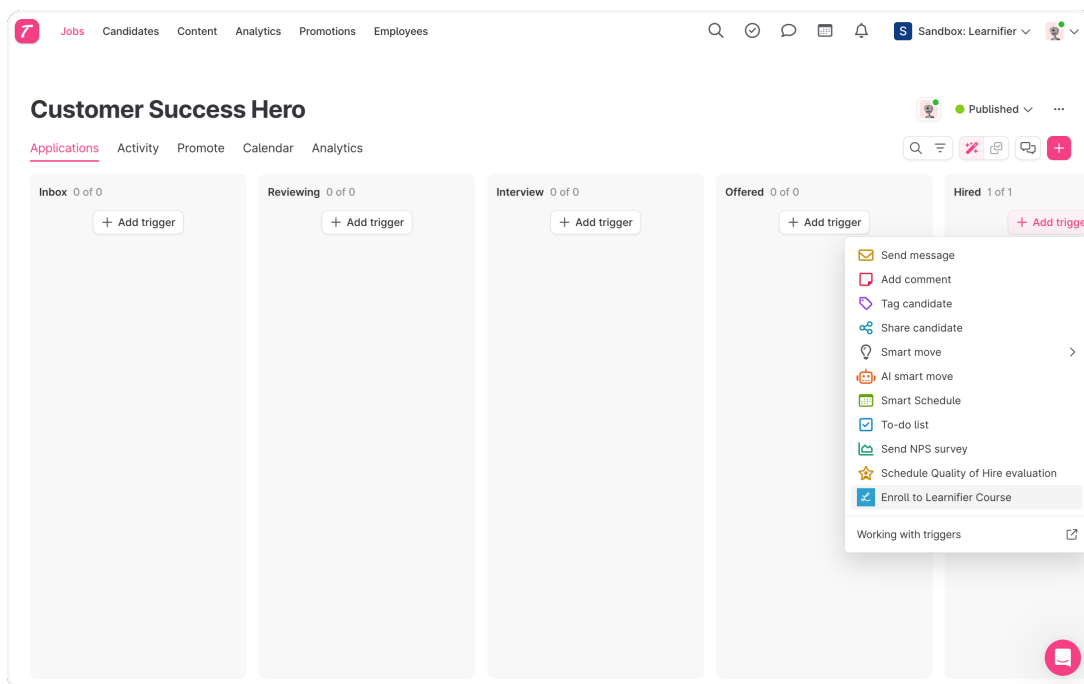 Jobs Candidates Content Analytics Promotions Employees S Sandbox: Learnifier
Customer Success Hero
Published
Applications Activity Promote Calendar Analytics
Inbox 0 of 0 Reviewing 0 of 0 Interview 0 of 0 Offered 0 of 0 Hired 1 of 1
Add trigger Add trigger Add trigger Add trigger Add trigge
Send message
Add comment
Tag candidate
Share candidate
Smart move
AI smart move
Smart Schedule
To-do list
Send NPS survey
Schedule Quality of Hire evaluation
Enroll to Learnifier Course
Working with triggers